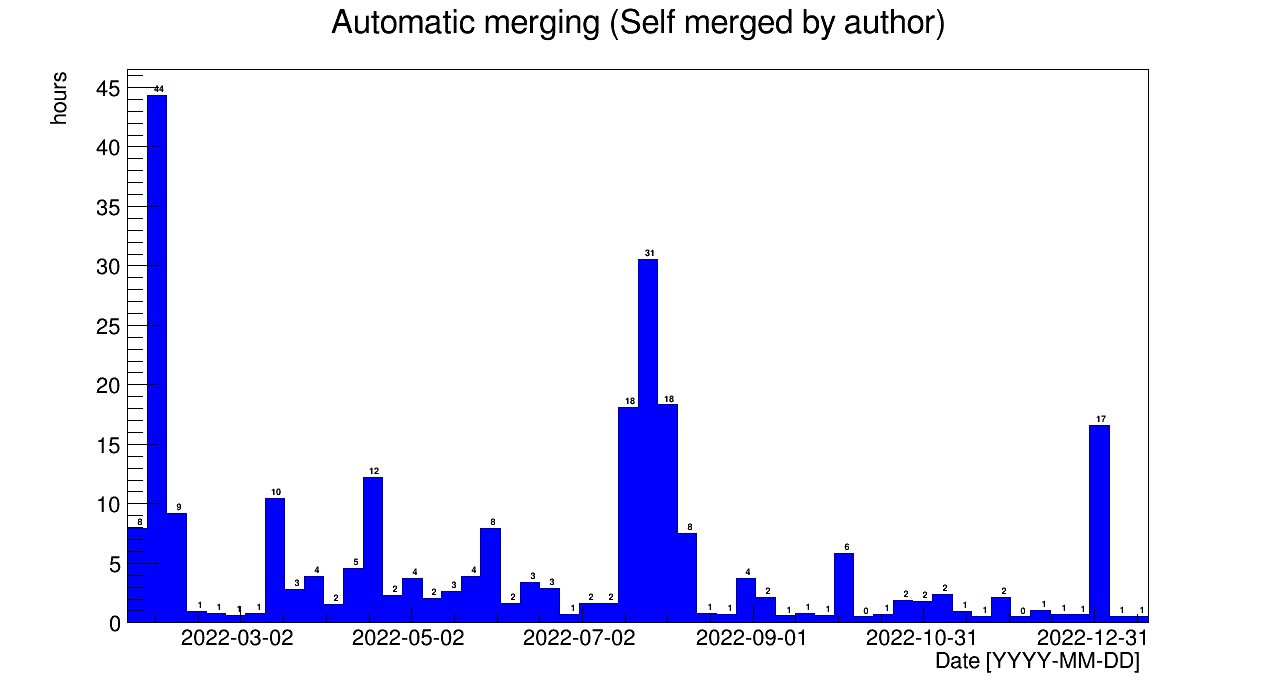 Automatic merging (Self merged by author)
hours
45
40
35
30
25
20
15
10
5
0
8 44 9 1 1 1 1 10 3 4 2 5 12 2 4 2 3 4 8 2 3 3 1 2 2 18 31 18 8 1 1 4 2 1 1 1 6 0 1 2 2 2 1 1 2 0 1 1 1 17 1 1
2022-03-02 2022-05-02 2022-07-02 2022-09-01 2022-10-31 2022-12-31
Date [YYYY-MM-DD]